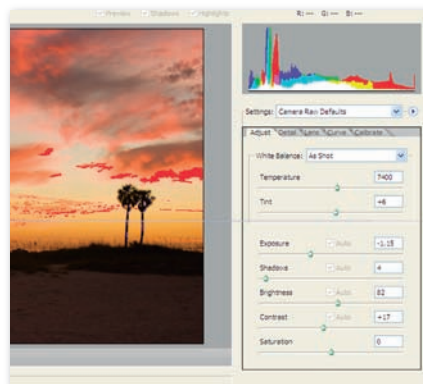 Preview Shadows Highlights
R: --- G: --- B: ---
Settings: Camera Raw Defaults
Adjust Detail Lens Curve Calibrate
White Balance: As Shot
Temperature 7400
Tint +6
Exposure Auto -1.15
Shadows Auto 4
Brightness Auto 82
Contrast Auto +17
Saturation 0